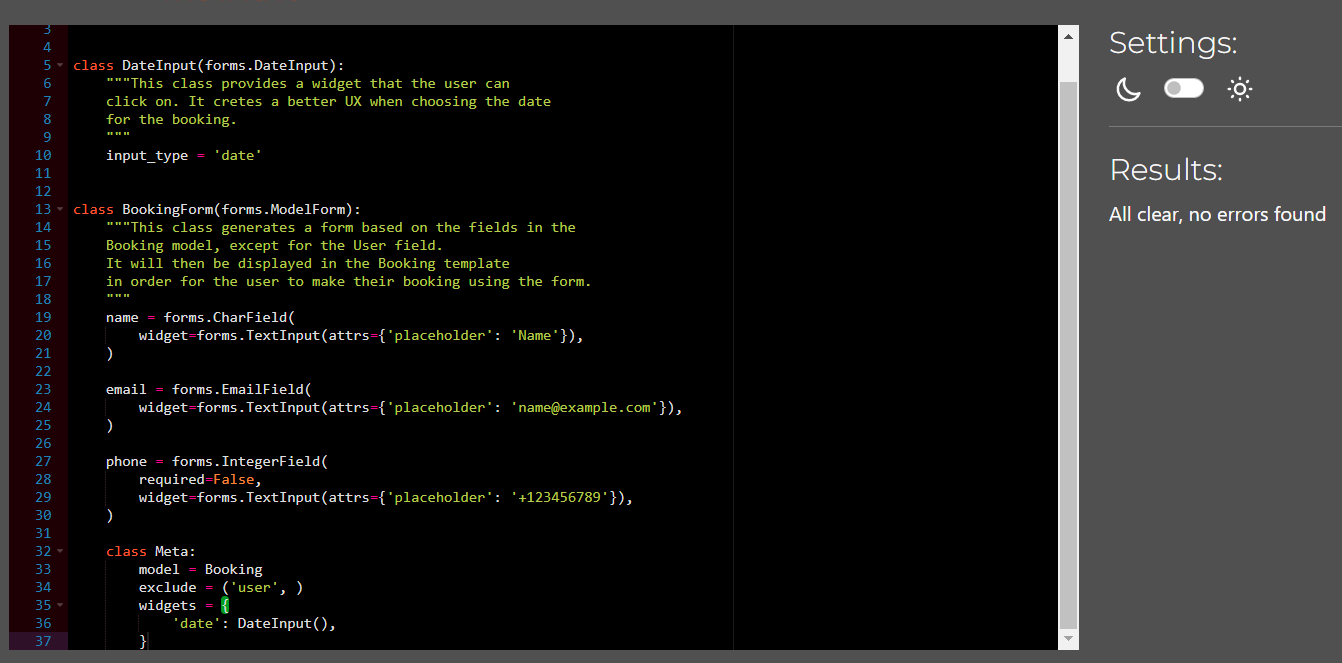 3
4
5 class DateInput(forms.DateInput):
6 """This class provides a widget that the user can
7 click on. It cretes a better UX when choosing the date
8 for the booking.
9 """
10 input_type = 'date'
11
12
13 class BookingForm(forms.ModelForm):
14 """This class generates a form based on the fields in the
15 Booking model, except for the User field.
16 It will then be displayed in the Booking template
17 in order for the user to make their booking using the form.
18 """
19 name = forms.CharField(
20 widget=forms.TextInput(attrs={'placeholder': 'Name'}),
21 )
22
23 email = forms.EmailField(
24 widget=forms.TextInput(attrs={'placeholder': 'name@example.com'}),
25 )
26
27 phone = forms.IntegerField(
28 required=False,
29 widget=forms.TextInput(attrs={'placeholder': '+123456789'}),
30 )
31
32 class Meta:
33 model = Booking
34 exclude = ('user', )
35 widgets = {
36 'date': DateInput(),
37 }
Settings:
Results:
All clear, no errors found